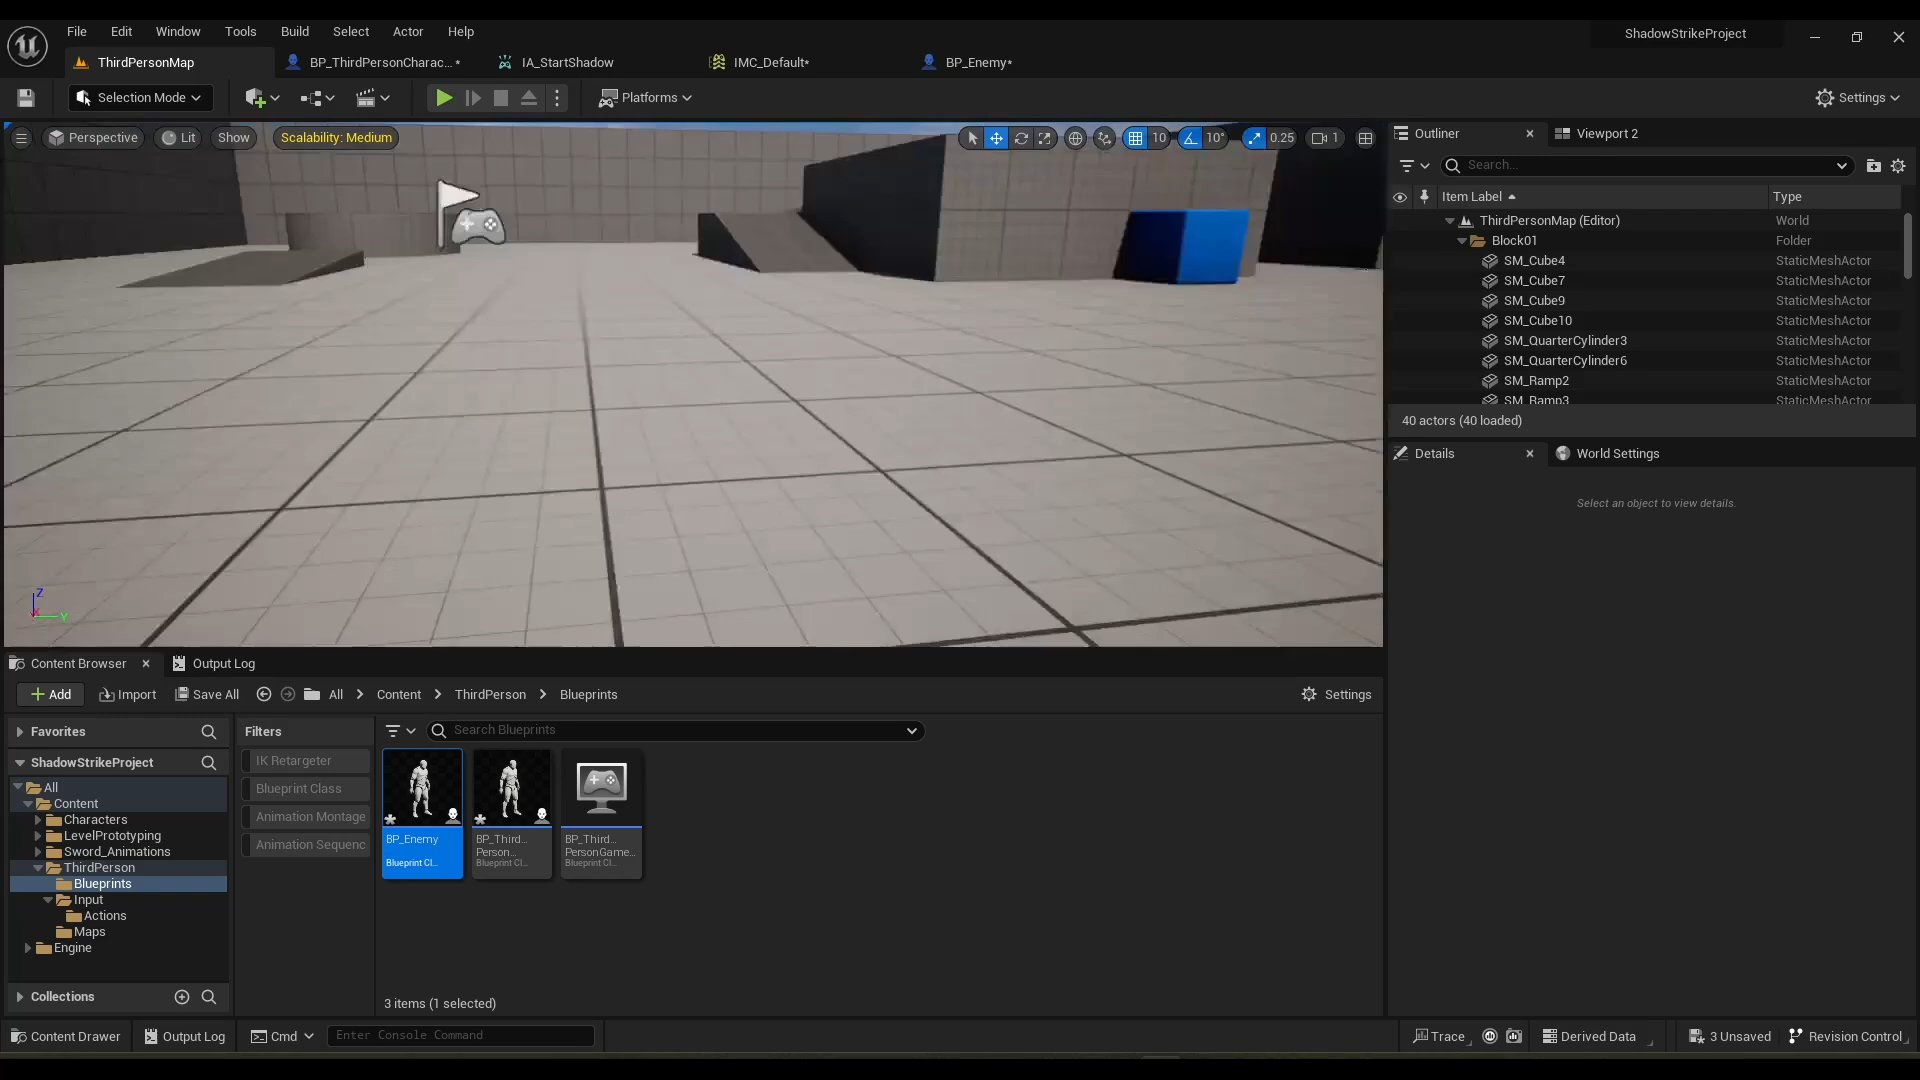 File Edit Window Tools Build Select Actor Help
ShadowStrikeProject
ThirdPersonMap
BP_ThirdPersonCharac...*
IA_StartShadow
IMC_Default*
BP_Enemy*
Selection Mode
Platforms
Settings
Perspective Lit Show Scalability: Medium
10 10° 0.25 1
Z
X
Y
Outliner
Viewport 2
Search...
Item Label Type
ThirdPersonMap (Editor) World
Block01 Folder
SM_Cube4 StaticMeshActor
SM_Cube7 StaticMeshActor
SM_Cube9 StaticMeshActor
SM_Cube10 StaticMeshActor
SM_QuarterCylinder3 StaticMeshActor
SM_QuarterCylinder6 StaticMeshActor
SM_Ramp2 StaticMeshActor
SM_Ramp3 StaticMeshActor
40 actors (40 loaded)
Details
World Settings
Select an object to view details.
Content Browser
Output Log
Add Import Save All All Content ThirdPerson Blueprints
Settings
Favorites
ShadowStrikeProject
All
Content
Characters
LevelPrototyping
Sword_Animations
ThirdPerson
Blueprints
Input
Actions
Maps
Engine
Collections
Filters
IK Retargeter
Blueprint Class
Animation Montage
Animation Sequenc
Search Blueprints
BP_Enemy
Blueprint Cl...
BP_Third...
Person...
Blueprint Cl...
BP_Third...
PersonGame...
Blueprint Cl...
3 items (1 selected)
Content Drawer Output Log Cmd Enter Console Command
Trace Derived Data 3 Unsaved Revision Control